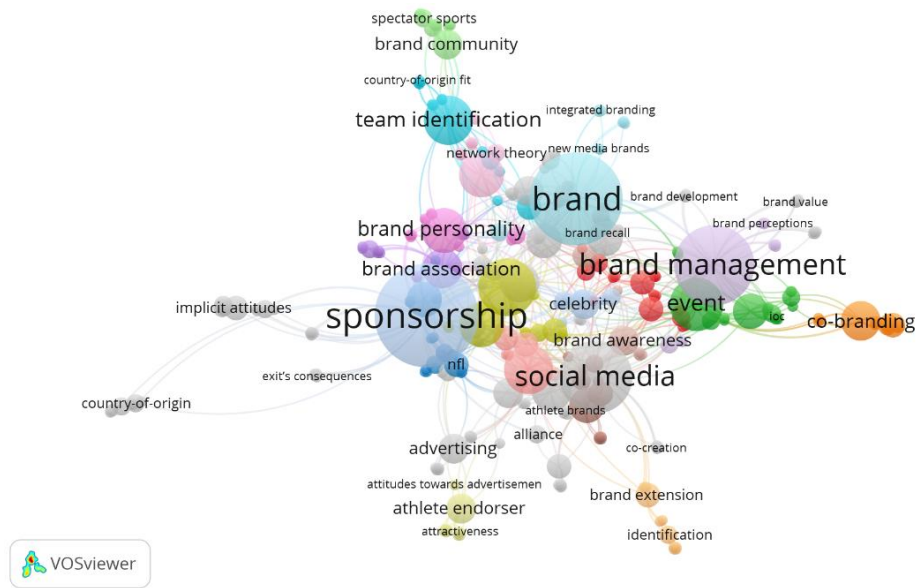 spectator sports
brand community
country-of-origin fit
team identification
integrated branding
network theory
new media brands
brand
brand development
brand value
brand personality
brand recall
brand perceptions
brand association
brand management
implicit attitudes
sponsorship
celebrity
event
ioc
co-branding
brand awareness
nfl
exit's consequences
social media
country-of-origin
athlete brands
alliance
advertising
co-creation
attitudes towards advertisemen
brand extension
athlete endorser
attractiveness
identification
VOSviewer